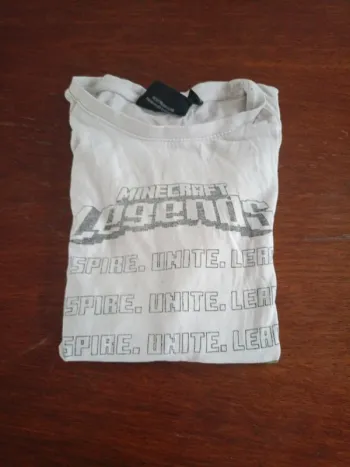 MINECRAFT
Legends
SPIRE. UNITE. LEA
SPIRE. UNITE. LEA
SPIRE. UNITE. LEA